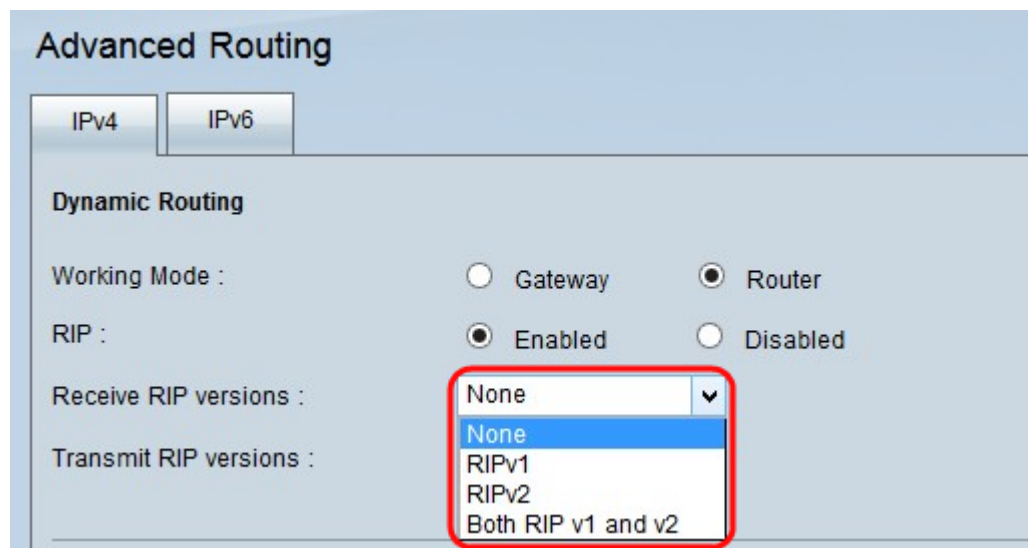 Advanced Routing
IPv4 IPv6
Dynamic Routing
Working Mode : Gateway Router
RIP : Enabled Disabled
Receive RIP versions : None
None
Transmit RIP versions : RIPv1
RIPv2
Both RIP v1 and v2